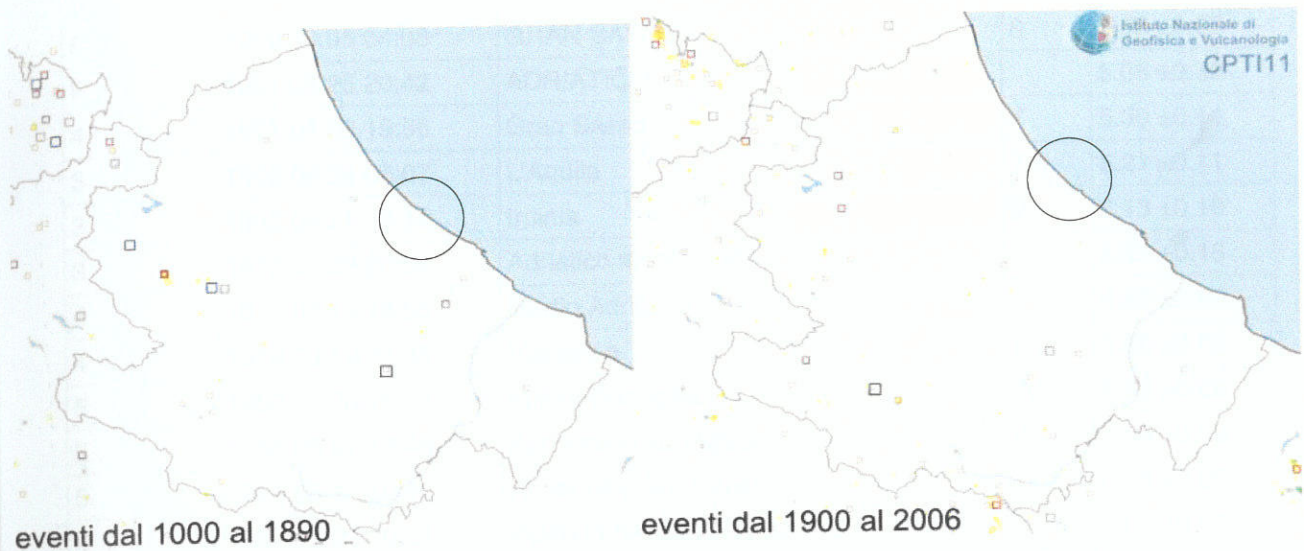 Istituto Nazionale di
Geofisica e Vulcanologia
CPTI11
eventi dal 1000 al 1890
eventi dal 1900 al 2006